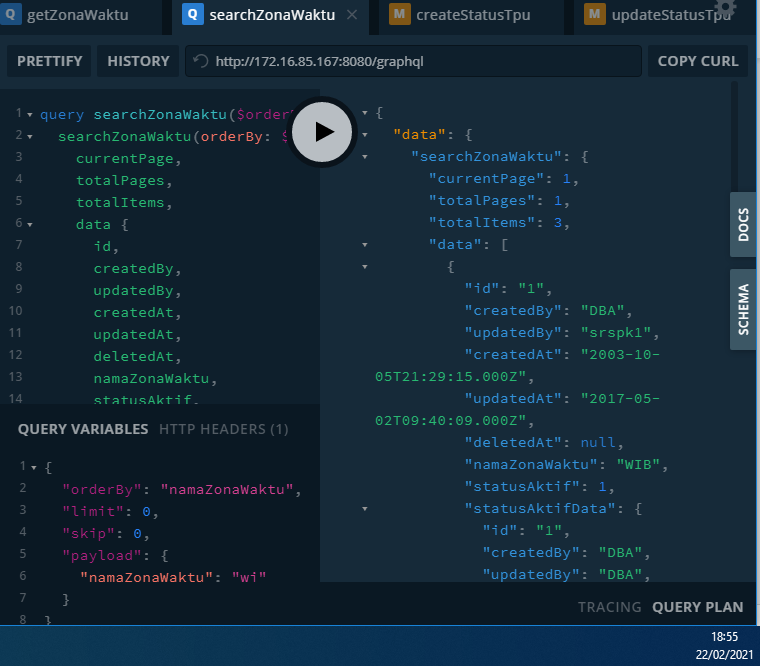 Q getZonaWaktu
Q searchZonaWaktu ×
M createStatusTpu
M updateStatusTpu
PRETTIFY HISTORY http://172.16.85.167:8080/graphql COPY CURL
1 query searchZonaWaktu($order
2 searchZonaWaktu(orderBy: $
3 currentPage,
4 totalPages,
5 totalItems,
6 data {
7 id,
8 createdBy,
9 updatedBy,
10 createdAt,
11 updatedAt,
12 deletedAt,
13 namaZonaWaktu,
14 statusAktif,
QUERY VARIABLES HTTP HEADERS (1)
1 {
2 "orderBy": "namaZonaWaktu",
3 "limit": 0,
4 "skip": 0,
5 "payload": {
6 "namaZonaWaktu": "wi"
7 }
8 }
{
"data": {
"searchZonaWaktu": {
"currentPage": 1,
"totalPages": 1,
"totalItems": 3,
"data": [
{
"id": "1",
"createdBy": "DBA",
"updatedBy": "srspk1",
"createdAt": "2003-10-
05T21:29:15.000Z",
"updatedAt": "2017-05-
02T09:40:09.000Z",
"deletedAt": null,
"namaZonaWaktu": "WIB",
"statusAktif": 1,
"statusAktifData": {
"id": "1",
"createdBy": "DBA",
"updatedBy": "DBA",
DOCS
SCHEMA
TRACING QUERY PLAN
18:55
22/02/2021